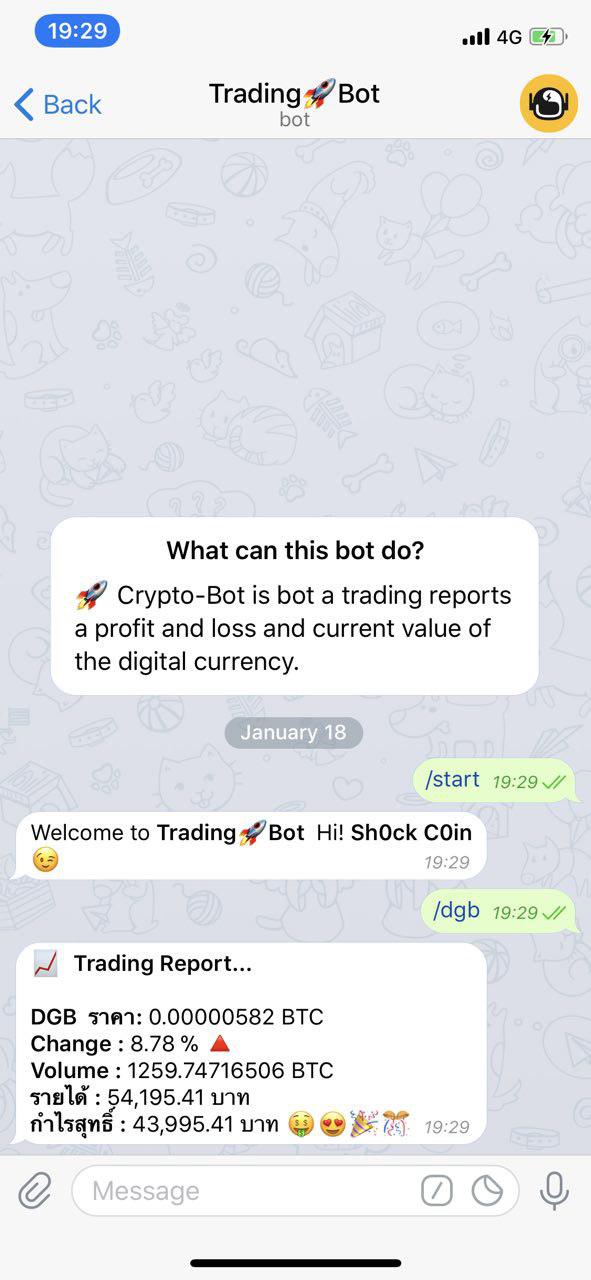 19:29
4G
Back
Trading🚀Bot
bot
What can this bot do?
🚀 Crypto-Bot is bot a trading reports
a profit and loss and current value of
the digital currency.
January 18
/start 19:29
Welcome to Trading🚀Bot Hi! Sh0ck C0in
😉 19:29
/dgb 19:29
📈 Trading Report...
DGB ราคา: 0.00000582 BTC
Change : 8.78 % 🔺
Volume : 1259.74716506 BTC
รายได้ : 54,195.41 บาท
กำไรสุทธิ์ : 43,995.41 บาท 🤑😍🎉🎊 19:29
Message